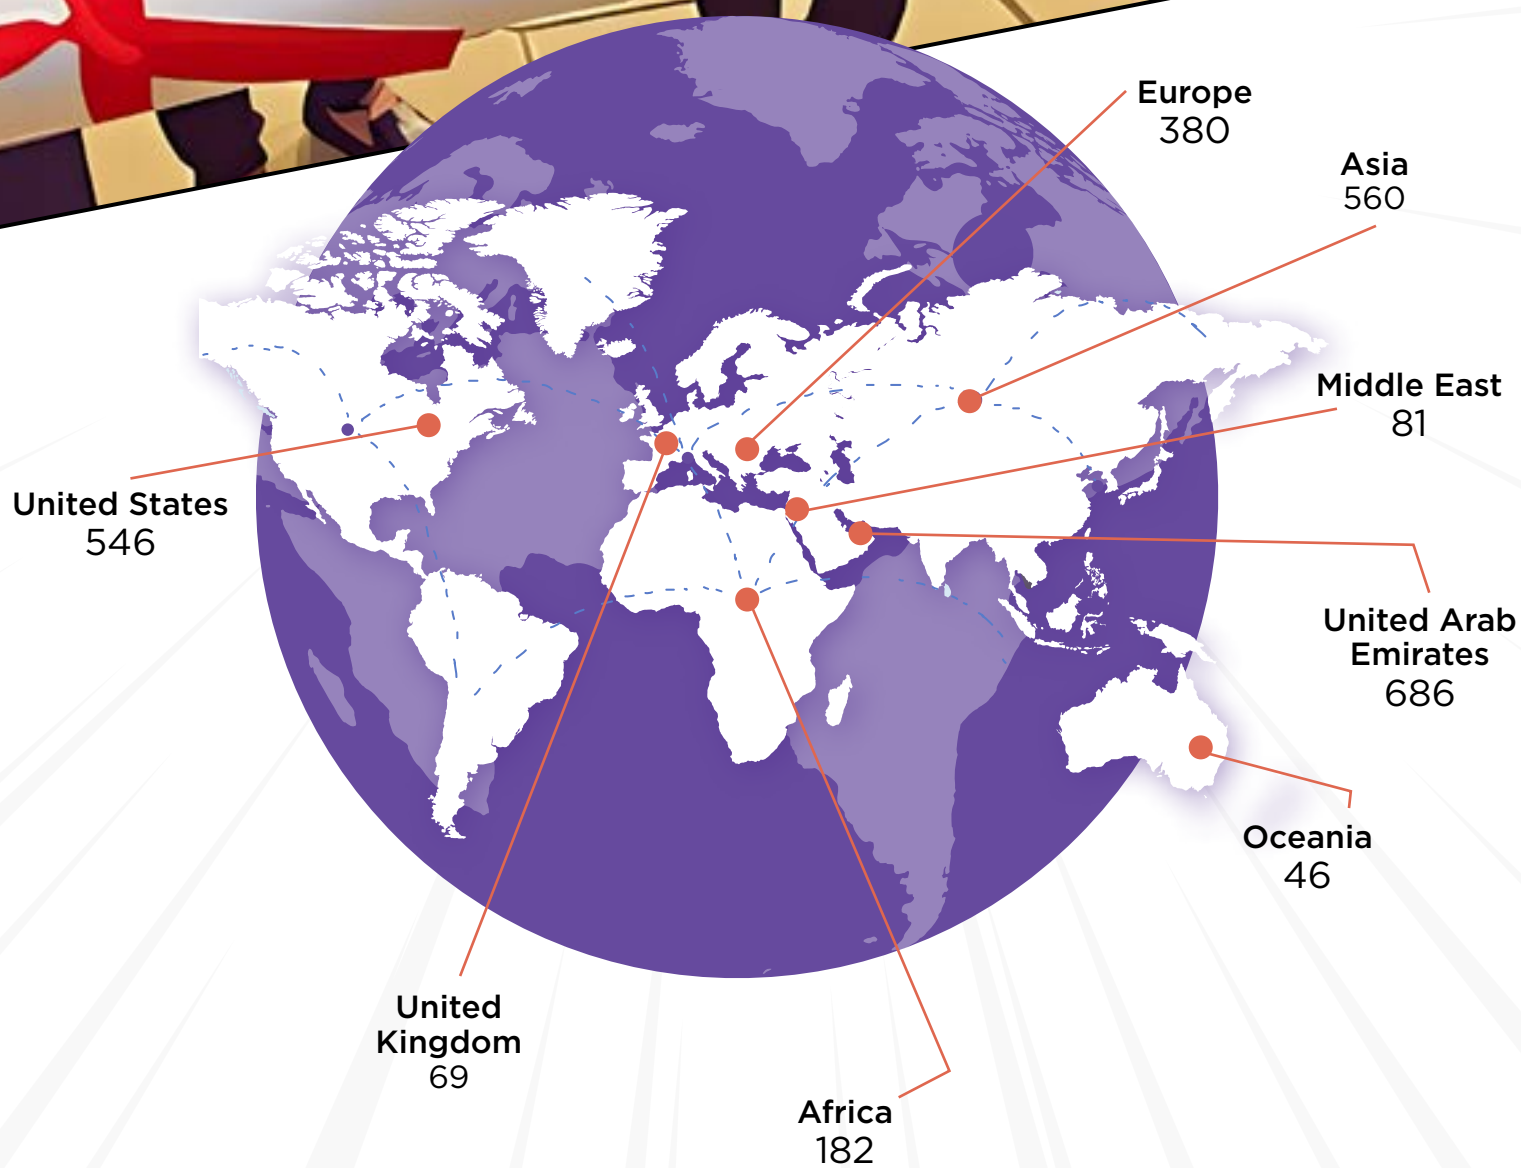 Europe
380
Asia
560
Middle East
81
United States
546
United Arab
Emirates
686
Oceania
46
United
Kingdom
69
Africa
182